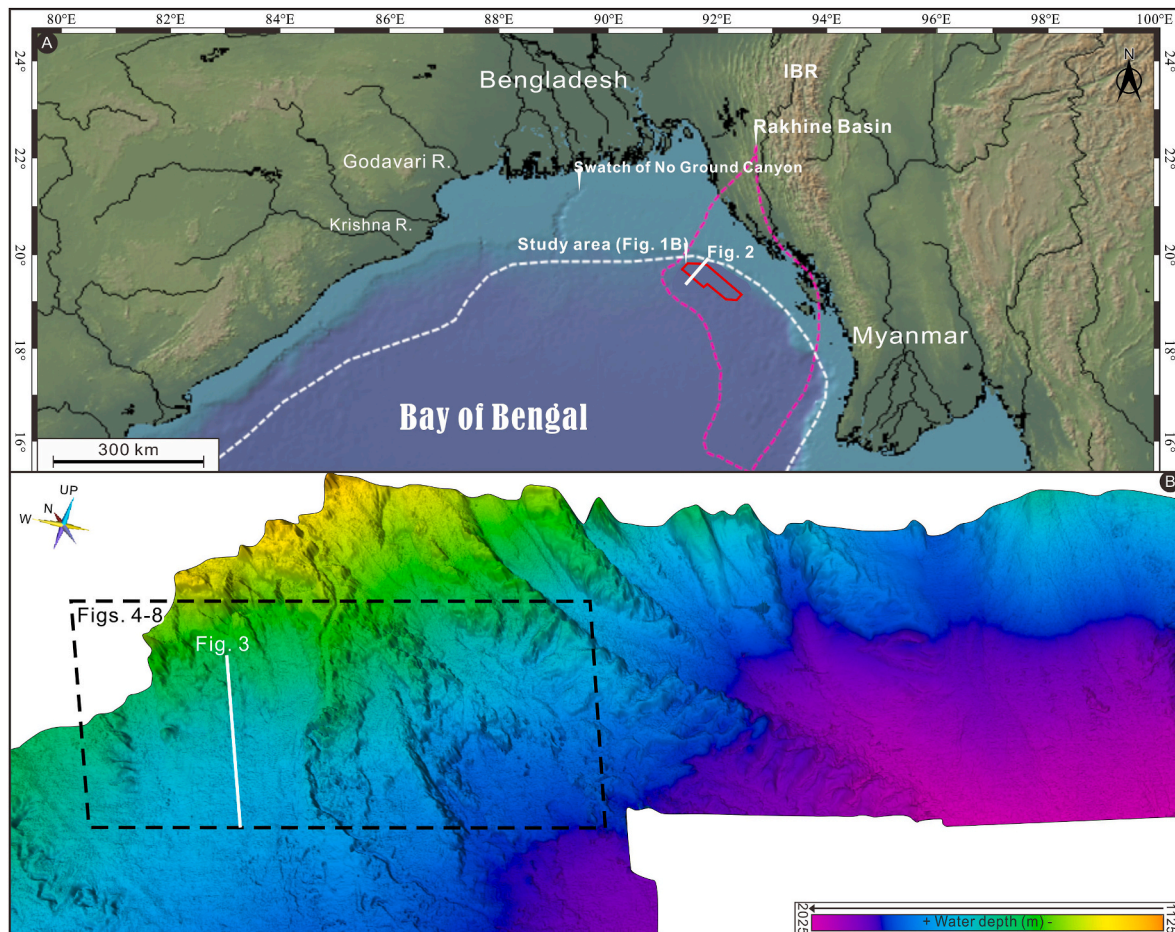 80°E 82°E 84°E 86°E 88°E 90°E 92°E 94°E 96°E 98°E 100°E
A
N
24° 24°
IBR
Bangladesh
Rakhine Basin
22° 22°
Godavari R.
Swatch of No Ground Canyon
Krishna R.
20° 20°
Study area (Fig. 1B)
Fig. 2
Myanmar
18° 18°
Bay of Bengal
16° 16°
300 km
B
UP
N
W
Figs. 4-8
Fig. 3
2025
+ Water depth (m) -